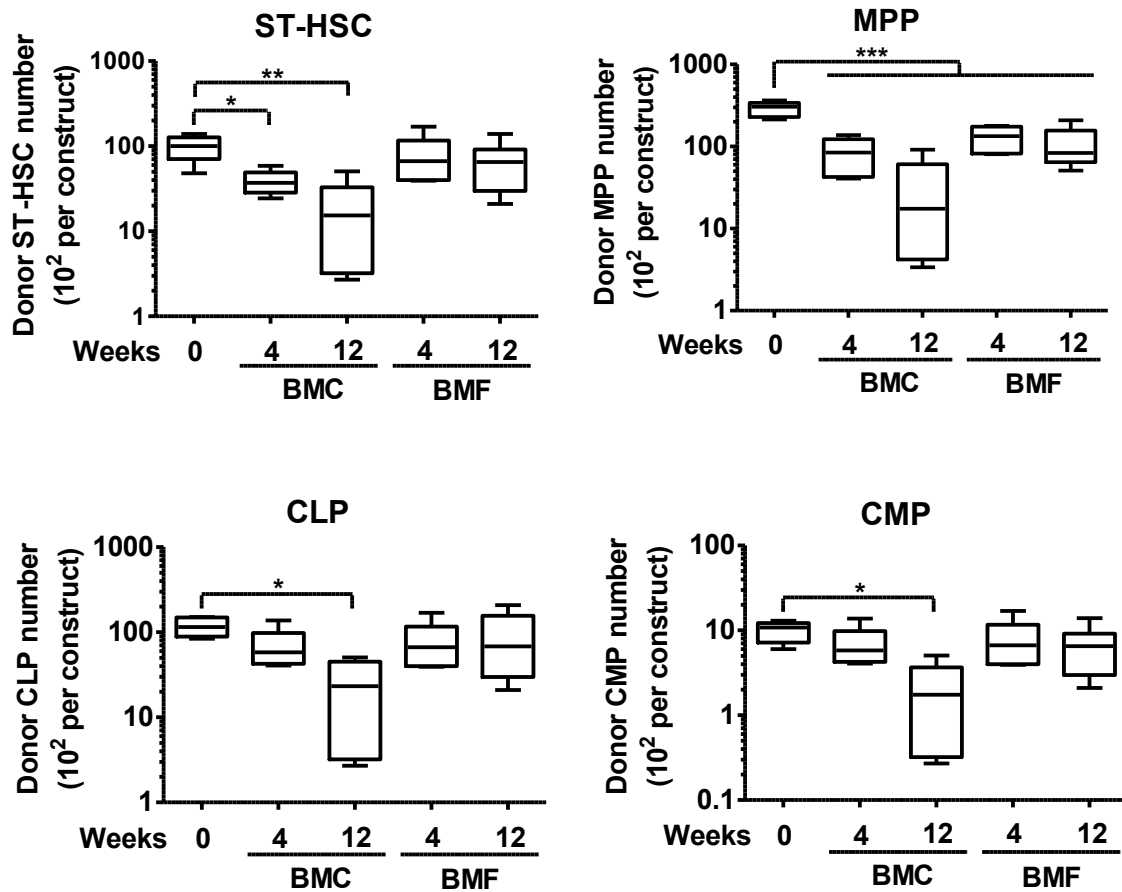 ST-HSC
Donor ST-HSC number
(10² per construct)
1000
100
10
1
*
**
Weeks 0 4 12 4 12
BMC BMF
MPP
Donor MPP number
(10² per construct)
1000
100
10
1
***
Weeks 0 4 12 4 12
BMC BMF
CLP
Donor CLP number
(10² per construct)
1000
100
10
1
*
Weeks 0 4 12 4 12
BMC BMF
CMP
Donor CMP number
(10² per construct)
100
10
1
0.1
*
Weeks 0 4 12 4 12
BMC BMF